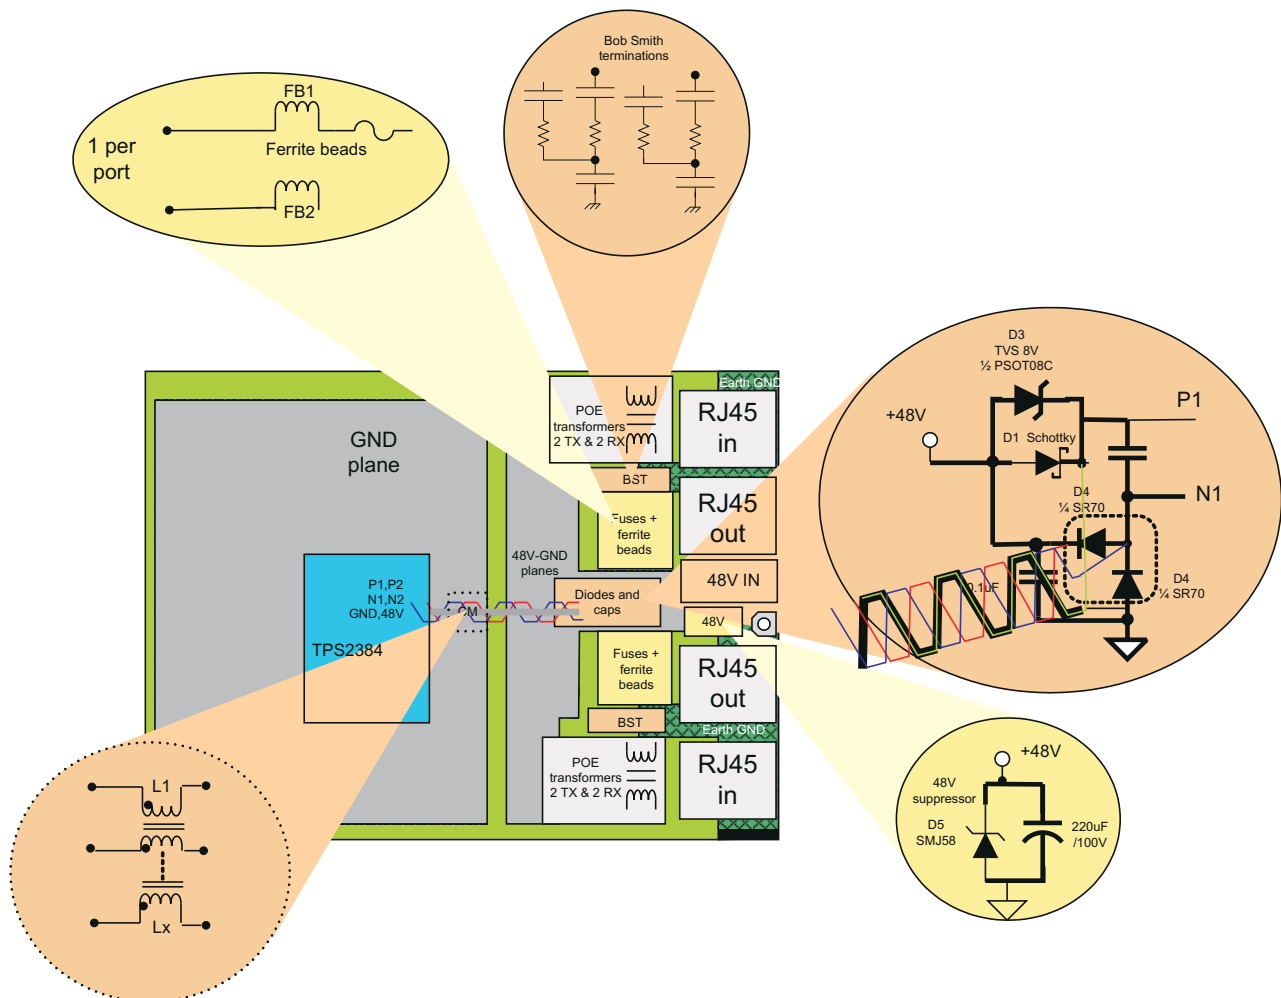 Bob Smith
terminations
FB1
1 per
port
Ferrite beads
FB2
D3
TVS 8V
½ PSOT08C
P1
+48V
D1 Schottky
N1
D4
¼ SR70
0.1uF
D4
¼ SR70
Earth GND
POE
transformers
2 TX & 2 RX
RJ45
in
GND
plane
BST
RJ45
out
Fuses +
ferrite
beads
48V-GND
planes
48V IN
P1,P2
N1,N2
GND,48V
CM
Diodes and
caps
48V
TPS2384
Fuses +
ferrite
beads
RJ45
out
BST
Earth GND
POE
transformers
2 TX & 2 RX
RJ45
in
+48V
48V
suppressor
D5
SMJ58
220uF
/100V
L1
Lx